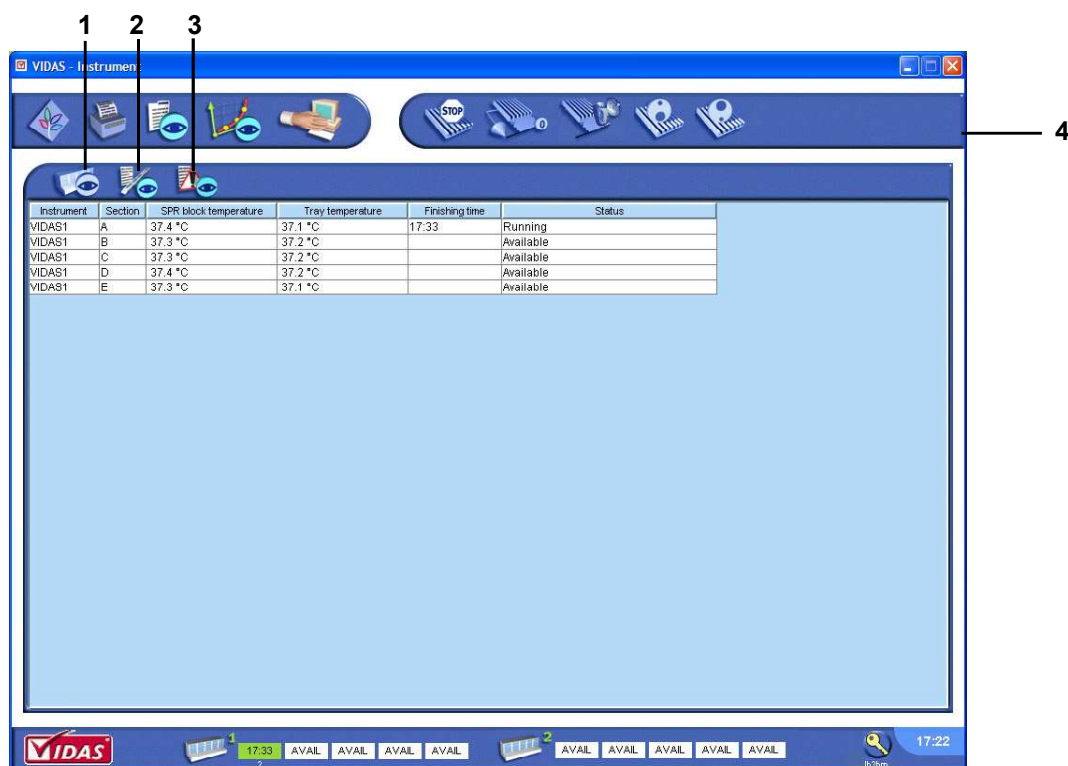 1 2 3
VIDAS - Instrument
STOP
4
Instrument Section SPR block temperature Tray temperature Finishing time Status
VIDAS1 A 37.4 °C 37.1 °C 17:33 Running
VIDAS1 B 37.3 °C 37.2 °C Available
VIDAS1 C 37.3 °C 37.2 °C Available
VIDAS1 D 37.4 °C 37.2 °C Available
VIDAS1 E 37.3 °C 37.1 °C Available
VIDAS 1 17:33 AVAIL AVAIL AVAIL AVAIL 2 AVAIL AVAIL AVAIL AVAIL AVAIL 17:22